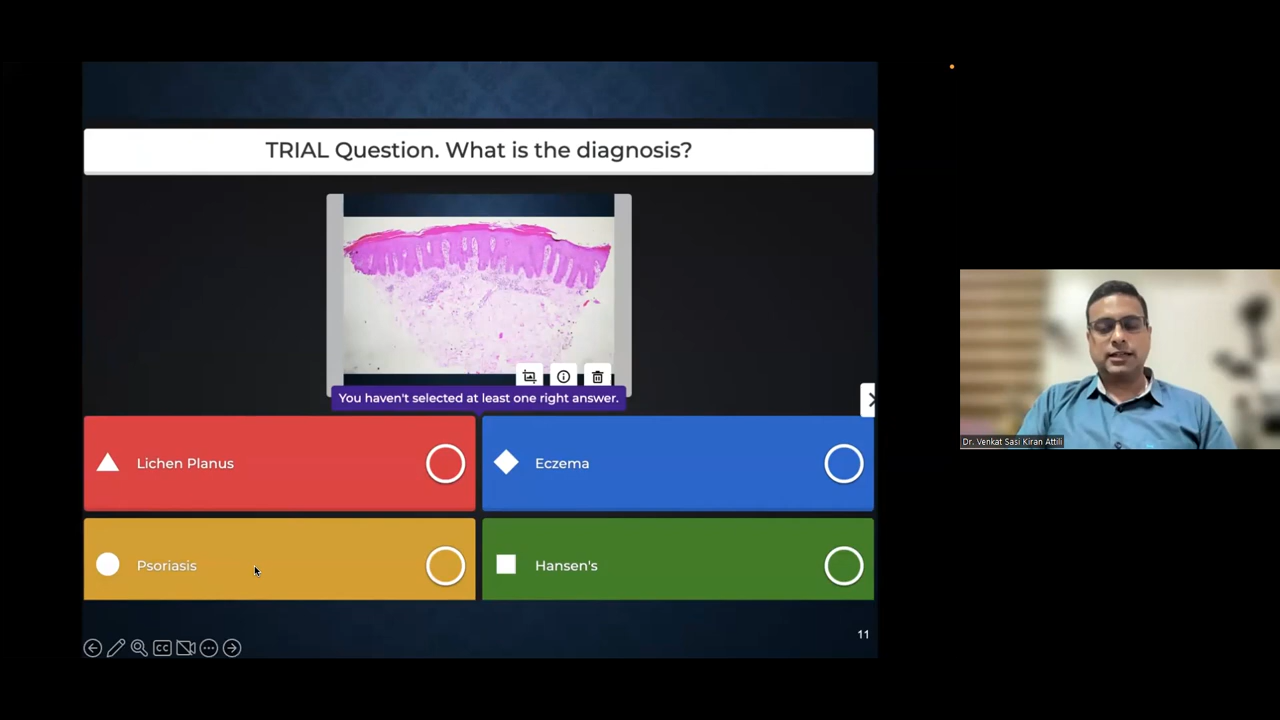 TRIAL Question. What is the diagnosis?
You haven't selected at least one right answer.
Lichen Planus
Eczema
Psoriasis
Hansen's
11
CC
Dr. Venkat Sasi Kiran Attili